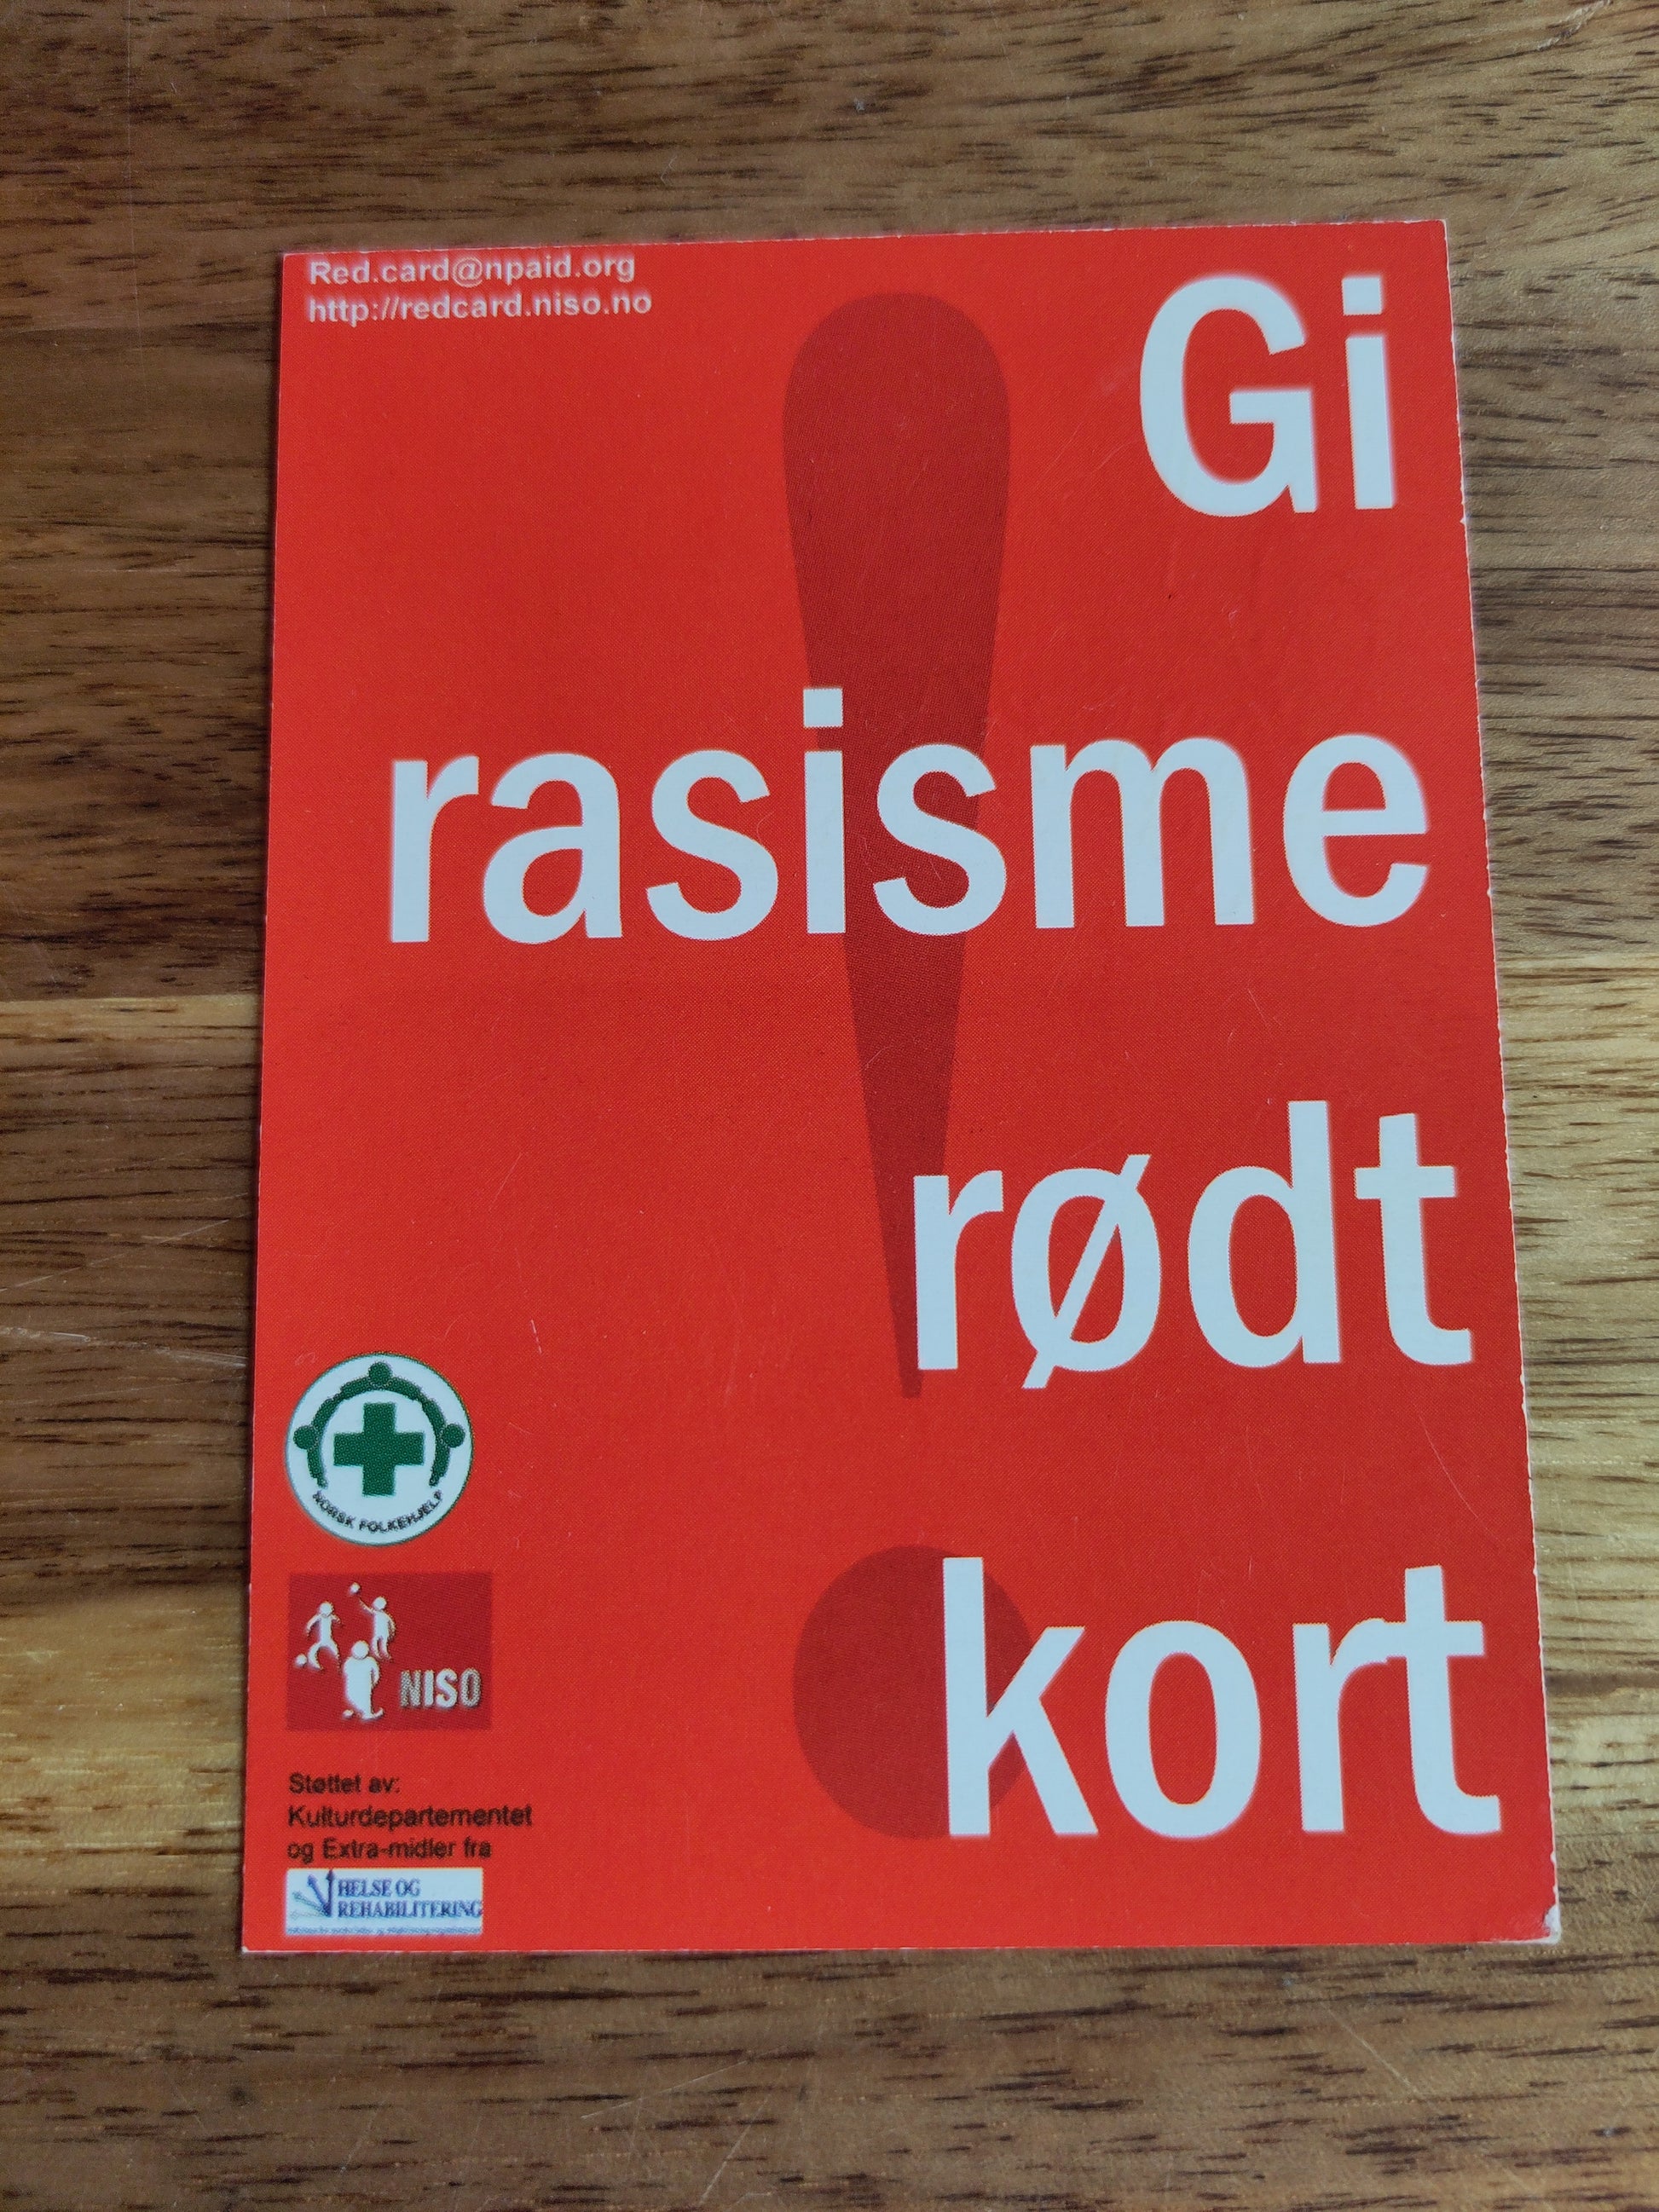 Red.card@npaid.org
http://redcard.niso.no
Gi
rasisme
rødt
kort
NORSK FOLKEHJELP
NISO
Støttet av:
Kulturdepartementet
og Extra-midler fra
HELSE OG
REHABILITERING